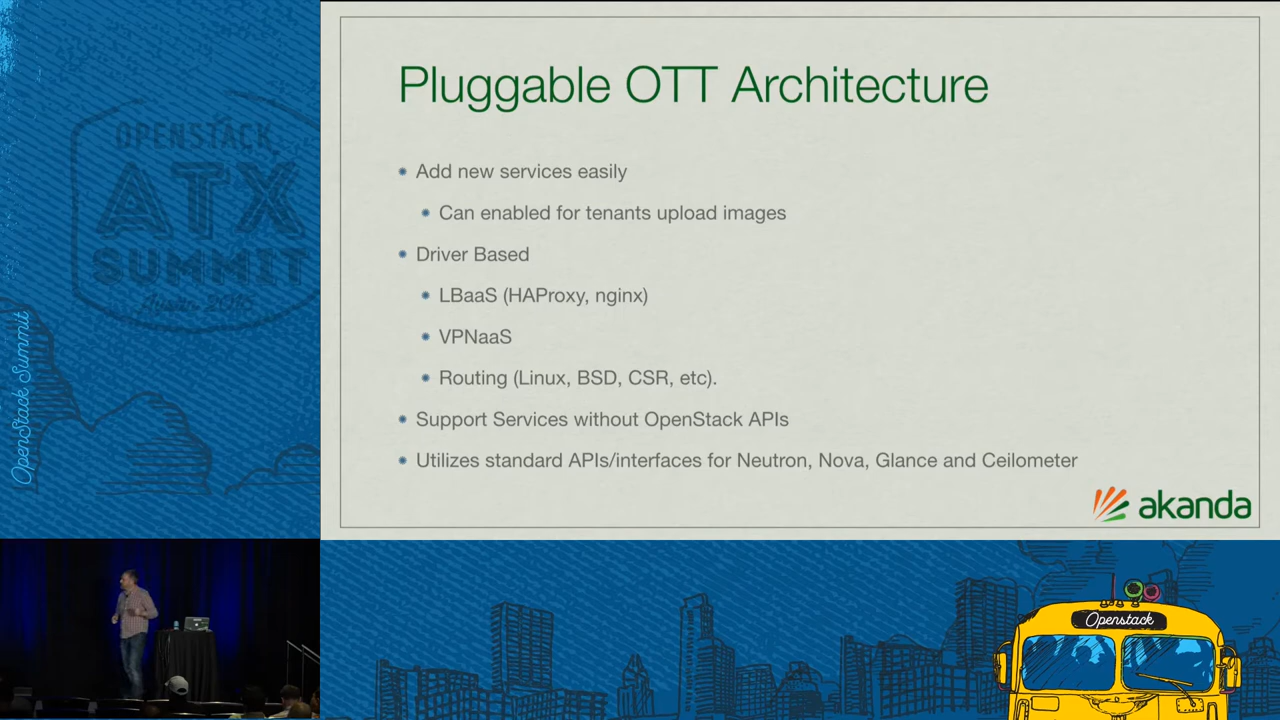 OPENSTACK
ATX
SUMMIT
Austin 2016
OpenStack Summit
Pluggable OTT Architecture
Add new services easily
Can enabled for tenants upload images
Driver Based
LBaaS (HAProxy, nginx)
VPNaaS
Routing (Linux, BSD, CSR, etc).
Support Services without OpenStack APIs
Utilizes standard APIs/interfaces for Neutron, Nova, Glance and Ceilometer
akanda
Openstack